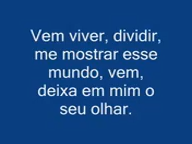 Vem viver, dividir,
me mostrar esse
mundo, vem,
deixa em mim o
seu olhar.